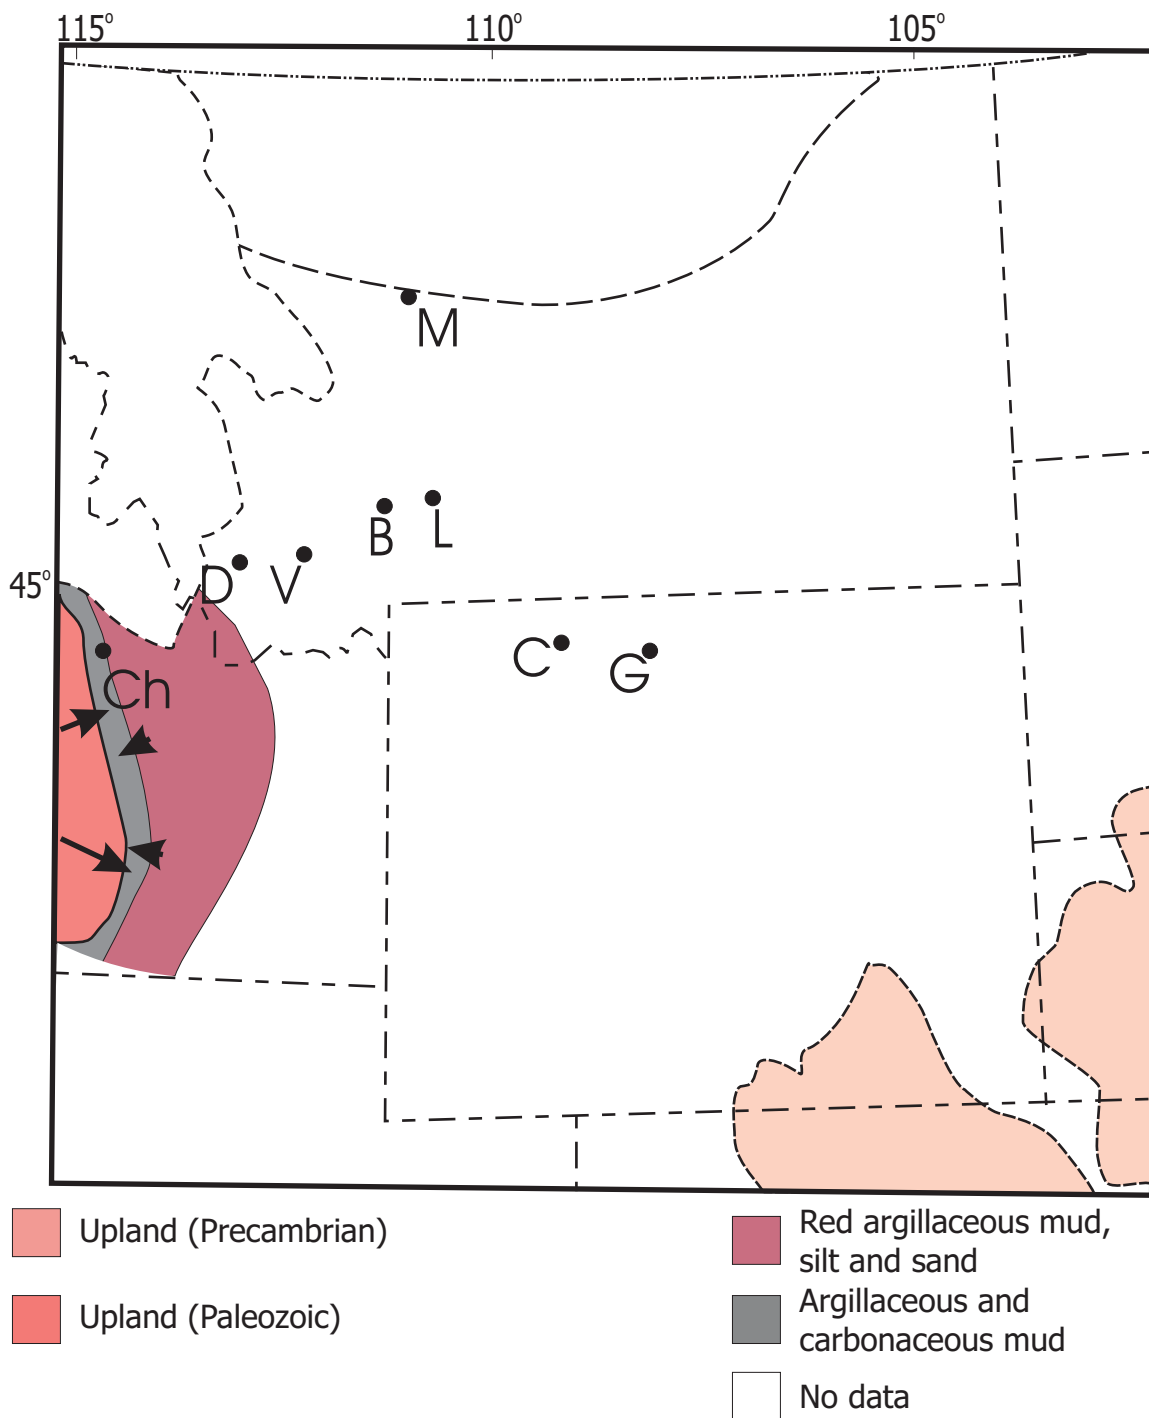 115°
110°
105°
M
B
L
45°
D
V
C
G
Ch
Upland (Precambrian)
Upland (Paleozoic)
Red argillaceous mud,
silt and sand
Argillaceous and
carbonaceous mud
No data